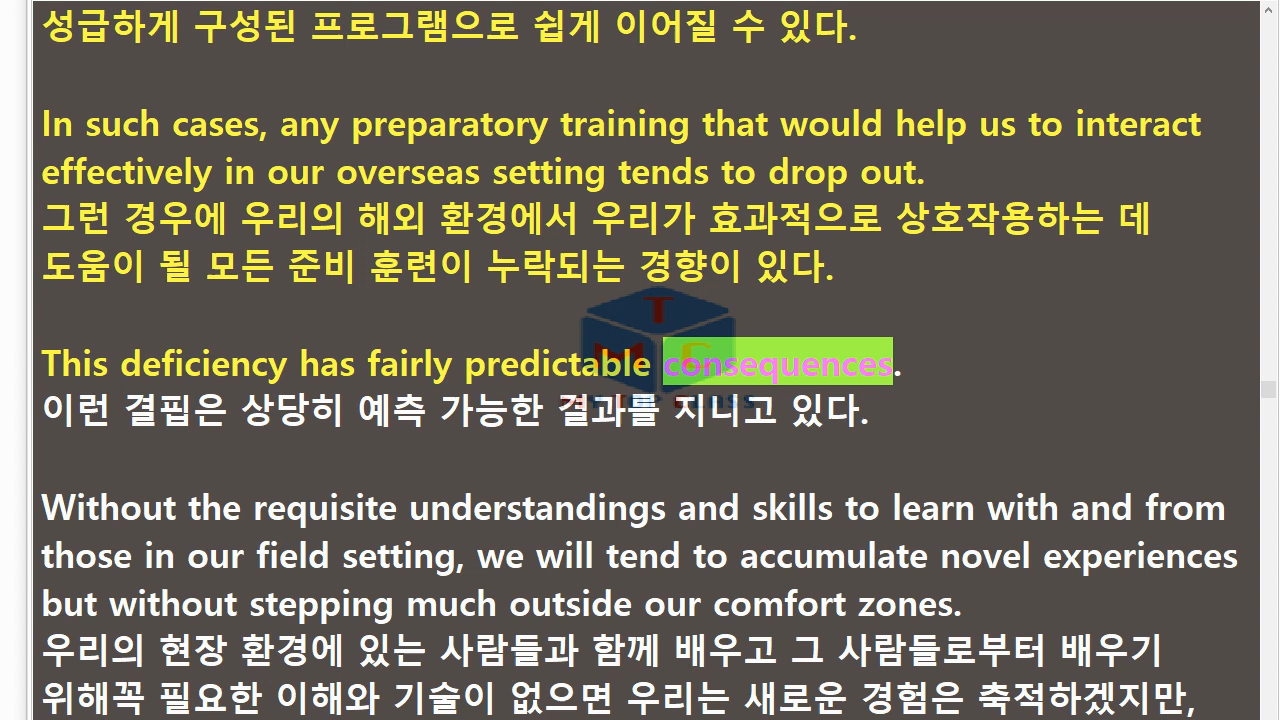 성급하게 구성된 프로그램으로 쉽게 이어질 수 있다.
In such cases, any preparatory training that would help us to interact
effectively in our overseas setting tends to drop out.
그런 경우에 우리의 해외 환경에서 우리가 효과적으로 상호작용하는 데
도움이 될 모든 준비 훈련이 누락되는 경향이 있다.
This deficiency has fairly predictable consequences.
이런 결핍은 상당히 예측 가능한 결과를 지니고 있다.
T
M C
MY TOP CLASS
Without the requisite understandings and skills to learn with and from
those in our field setting, we will tend to accumulate novel experiences
but without stepping much outside our comfort zones.
우리의 현장 환경에 있는 사람들과 함께 배우고 그 사람들로부터 배우기
위해꼭 필요한 이해와 기술이 없으면 우리는 새로운 경험은 축적하겠지만,